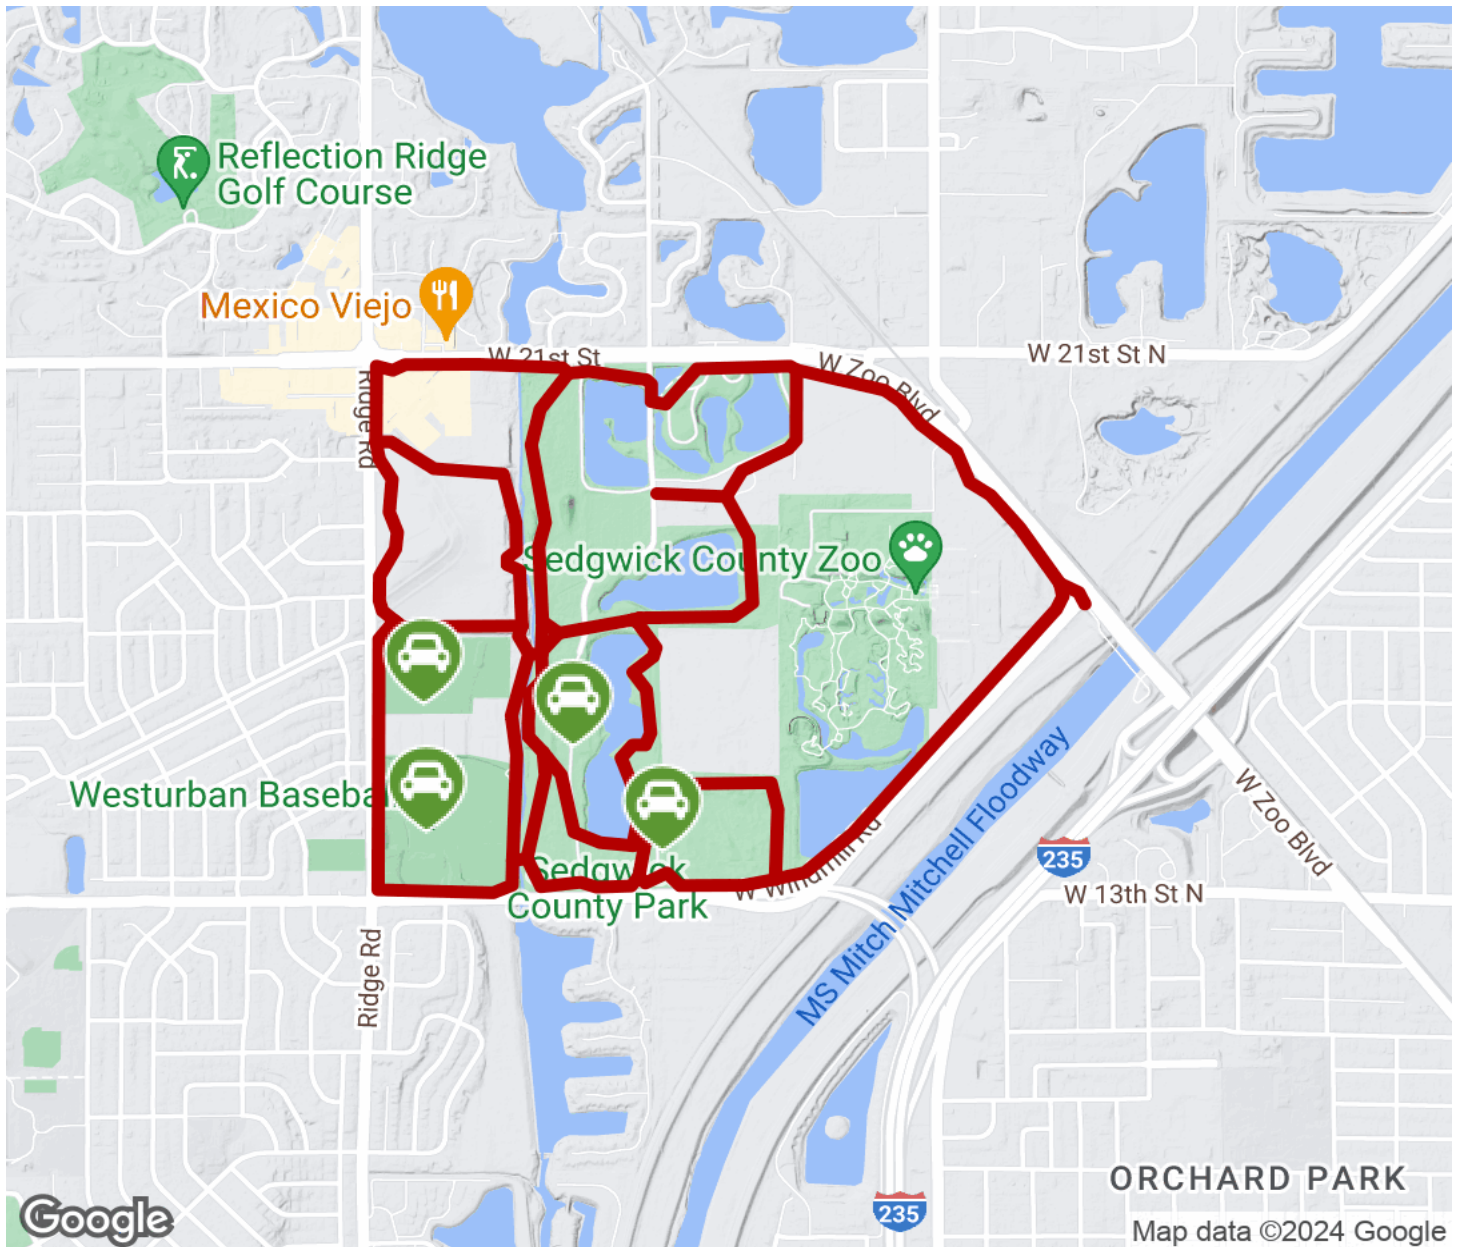 Reflection Ridge
Golf Course
Mexico Viejo
W 21st St
W 21st St N
W Zoo Blvd
Ridge Rd
Sedgwick County Zoo
Westurban Baseba
MS Mitch Mitchell Floodway
W Zoo Blvd
235
W 13th St N
Sedgwick
County Park
W Windmill Rd
Ridge Rd
ORCHARD PARK
235
Google
Map data ©2024 Google